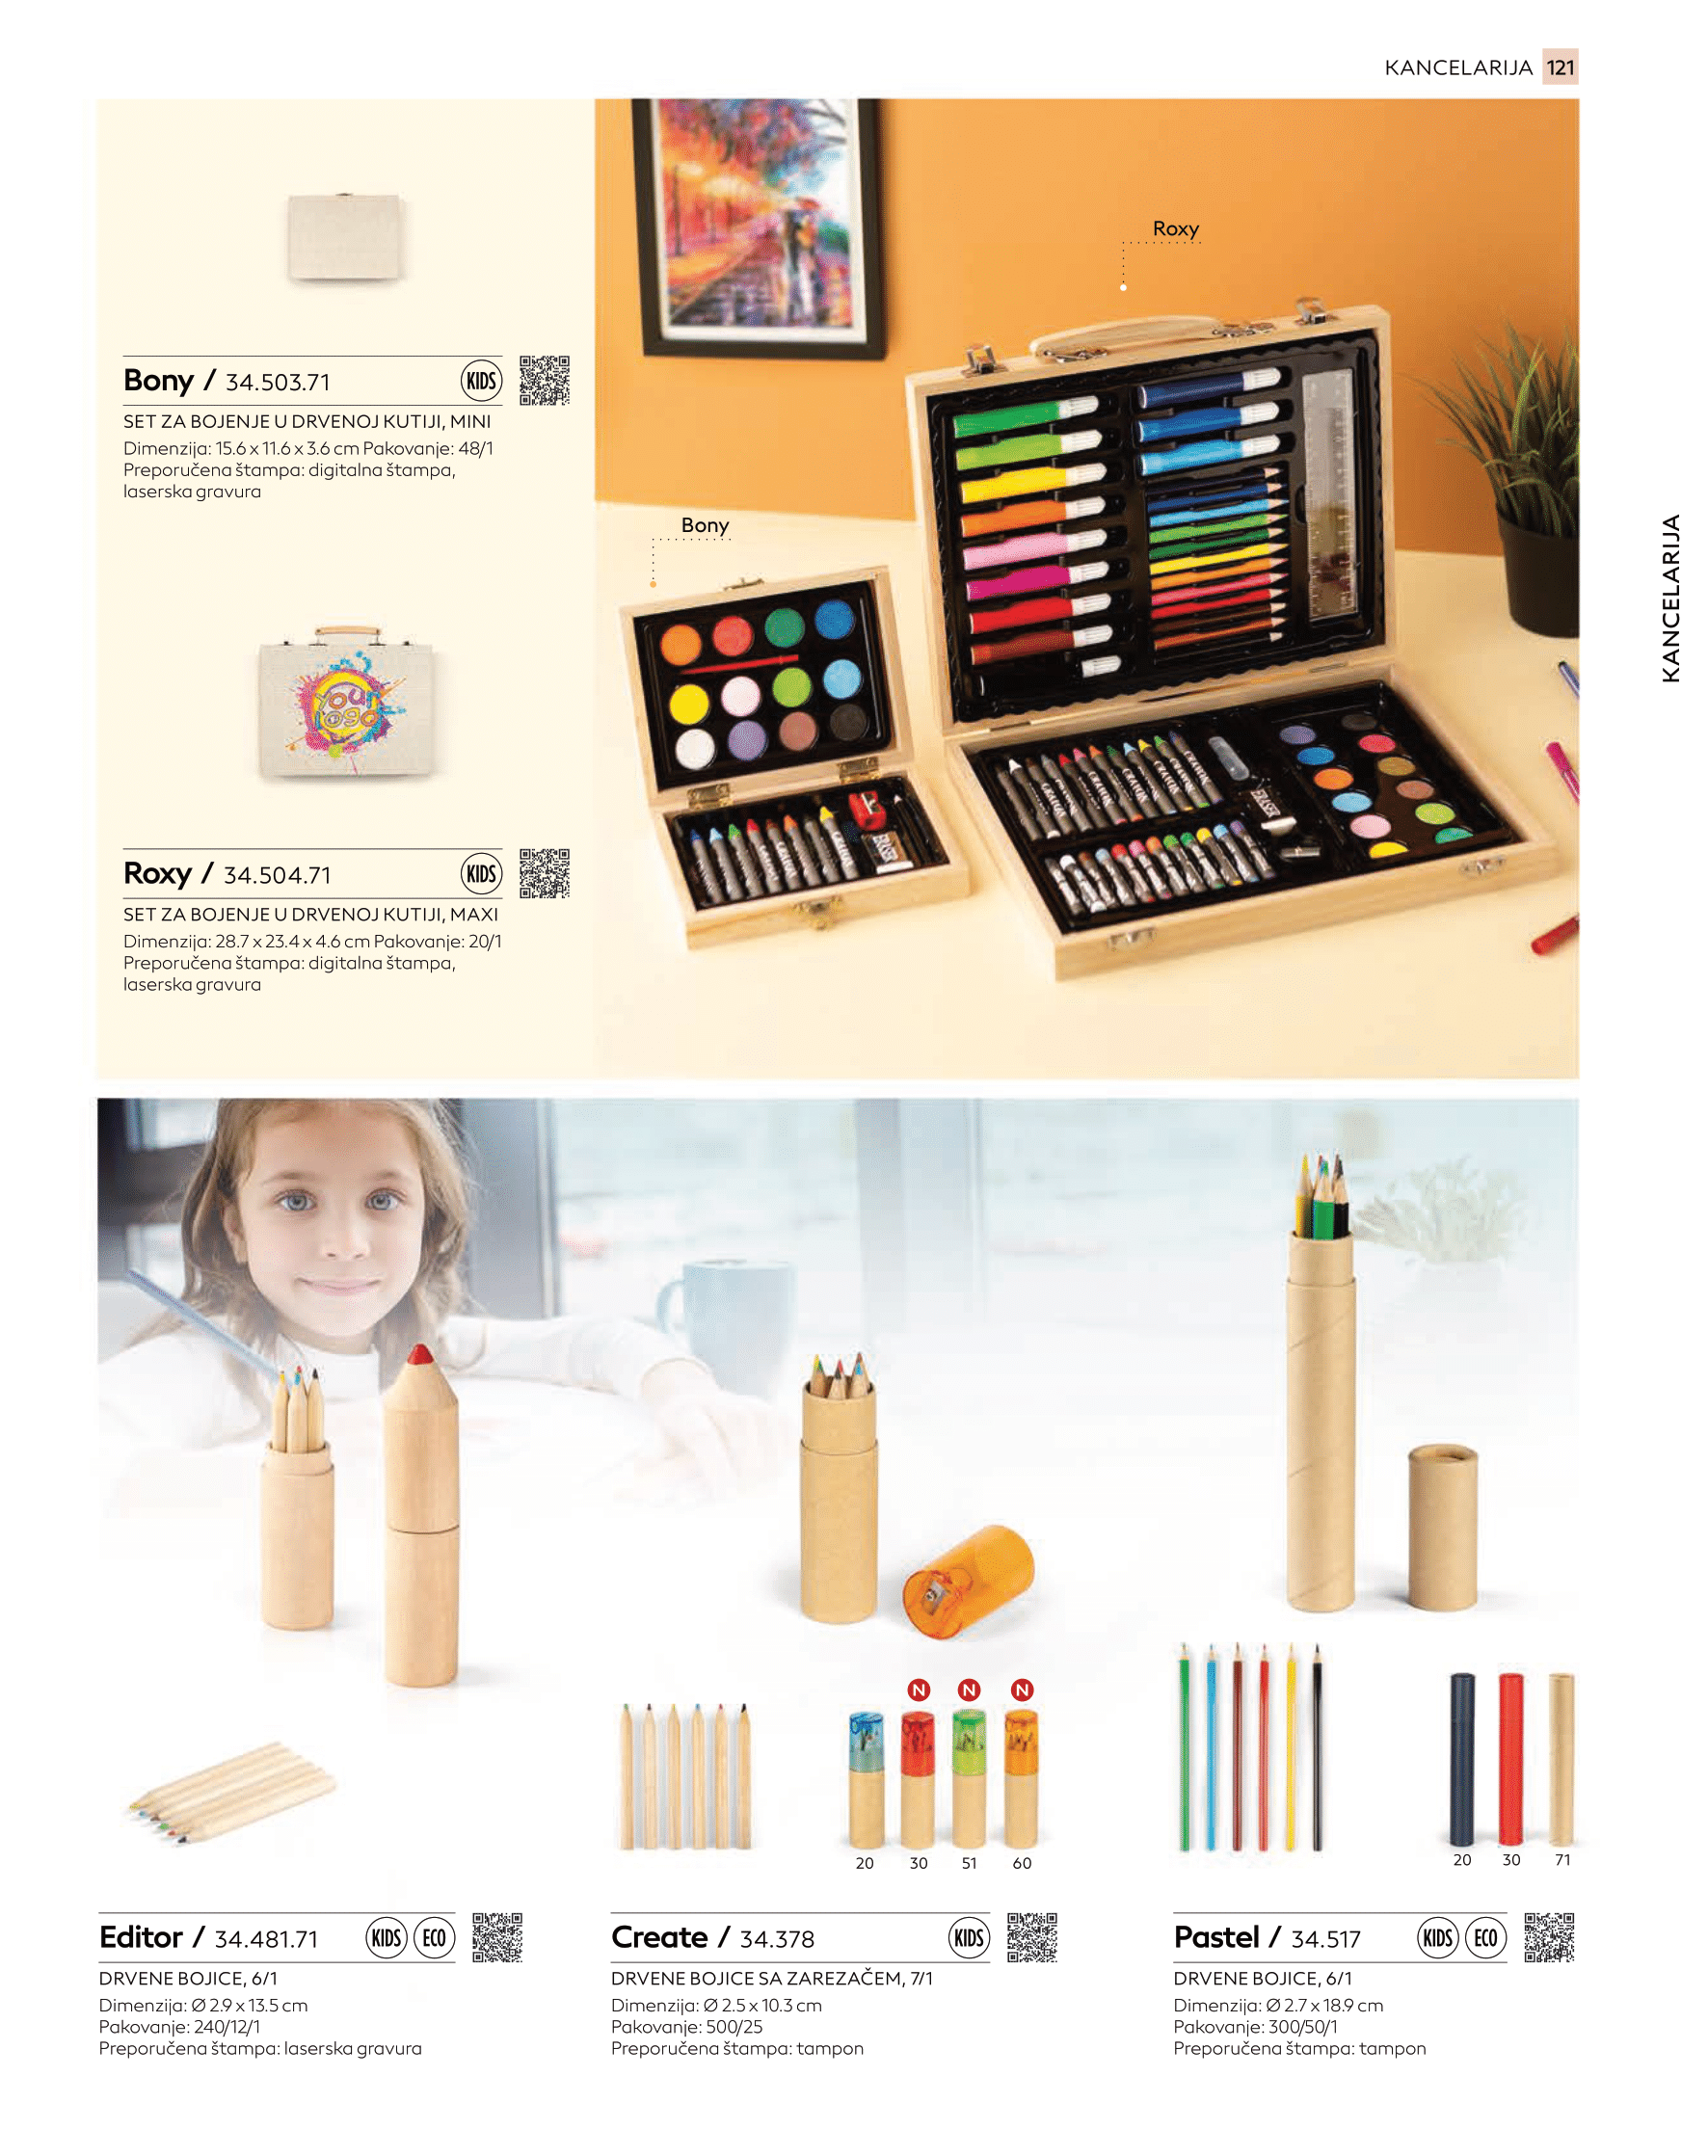 KANCELARIJA 121
Roxy
Bony
Bony / 34.503.71 KIDS
SET ZA BOJENJE U DRVENOJ KUTIJI, MINI
Dimenzija: 15.6 x 11.6 x 3.6 cm Pakovanje: 48/1
Preporučena štampa: digitalna štampa,
laserska gravura
your
logo
Roxy / 34.504.71 KIDS
SET ZA BOJENJE U DRVENOJ KUTIJI, MAXI
Dimenzija: 28.7 x 23.4 x 4.6 cm Pakovanje: 20/1
Preporučena štampa: digitalna štampa,
laserska gravura
KANCELARIJA
CRAYON
ERASER
ERASER
N N N
20 30 51 60
20 30 71
Editor / 34.481.71 KIDS ECO
DRVENE BOJICE, 6/1
Dimenzija: Ø 2.9 x 13.5 cm
Pakovanje: 240/12/1
Preporučena štampa: laserska gravura
Create / 34.378 KIDS
DRVENE BOJICE SA ZAREZAČEM, 7/1
Dimenzija: Ø 2.5 x 10.3 cm
Pakovanje: 500/25
Preporučena štampa: tampon
Pastel / 34.517 KIDS ECO
DRVENE BOJICE, 6/1
Dimenzija: Ø 2.7 x 18.9 cm
Pakovanje: 300/50/1
Preporučena štampa: tampon